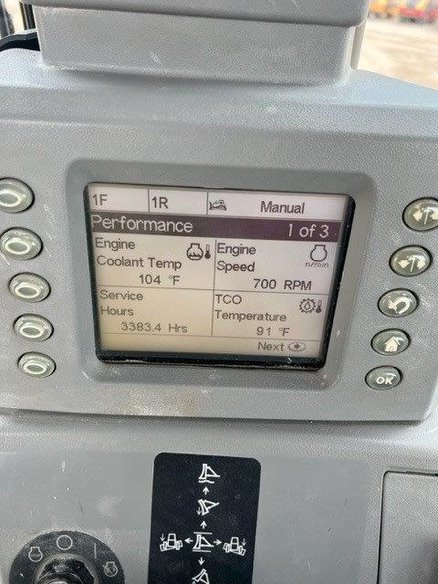 1F 1R Manual
Performance 1 of 3
Engine Coolant Temp
104 °F
Engine Speed
n/min
700 RPM
Service Hours
3383.4 Hrs
TCO Temperature
91 °F
Next
OK